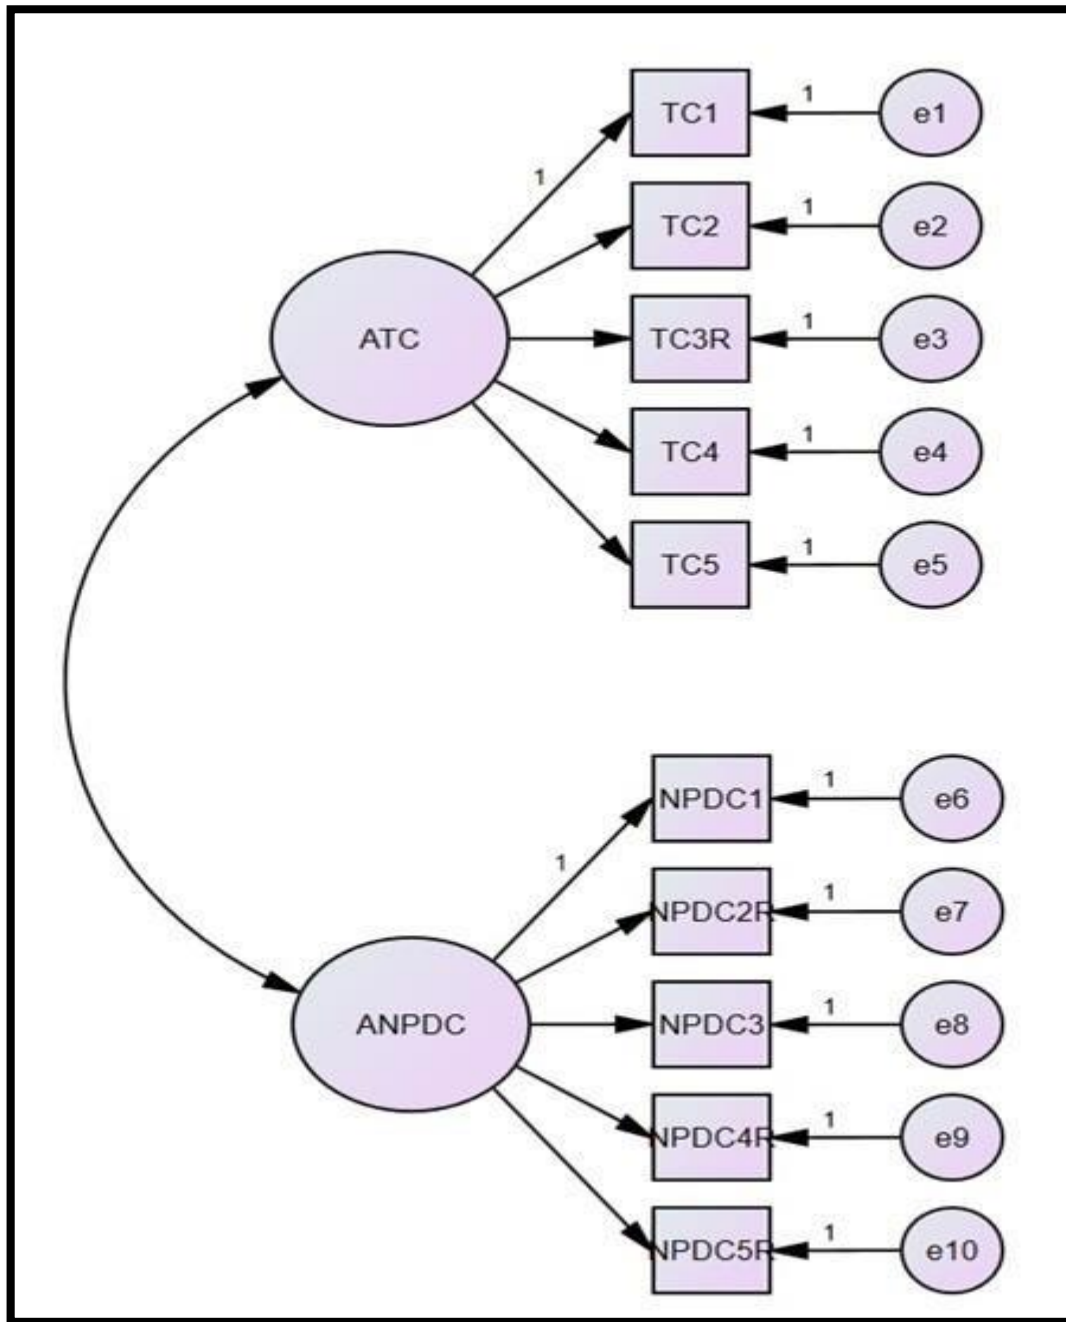 TC1
1
e1
1
TC2
1
e2
ATC
TC3R
1
e3
TC4
1
e4
TC5
1
e5
NPDC1
1
e6
1
NPDC2R
1
e7
ANPDC
NPDC3
1
e8
NPDC4R
1
e9
NPDC5R
1
e10